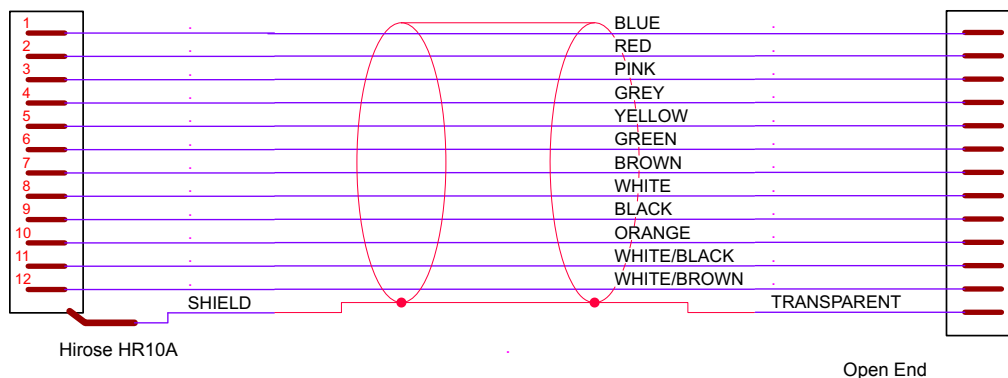 1 BLUE
2 RED
3 PINK
4 GREY
5 YELLOW
6 GREEN
7 BROWN
8 WHITE
9 BLACK
10 ORANGE
11 WHITE/BLACK
12 WHITE/BROWN
SHIELD TRANSPARENT
Hirose HR10A
Open End